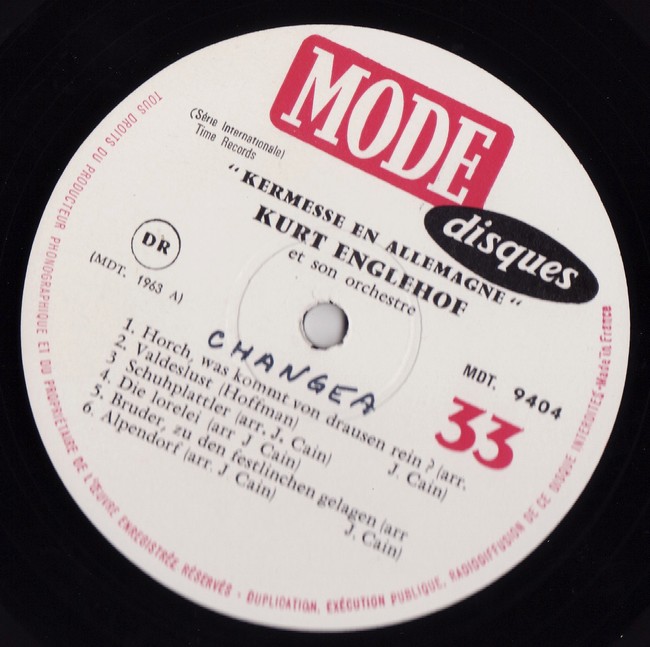 MODE
disques
(Série Internationale)
Time Records
"KERMESSE EN ALLEMAGNE"
KURT ENGLEHOF
et son orchestre
DR
(MDT. 1963 A)
CHANGEA
MDT. 9404
33
1. Horch, was kommt von drausen rein ? (arr.
J. Cain)
2. Valdeslust (Hoffman)
3 Schuhplattler (arr. J. Cain)
4. Die lorelei (arr J Cain)
5. Bruder, zu den festlinchen gelagen (arr
J. Cain)
6. Alpendorf (arr. J Cain)
TOUS DROITS DU PRODUCTEUR PHONOGRAPHIQUE ET DU PROPRIÉTAIRE DE L'ŒUVRE ENREGISTRÉE RÉSERVÉS - DUPLICATION, EXÉCUTION PUBLIQUE, RADIODIFFUSION DE CE DISQUE INTERDITES - Made in France